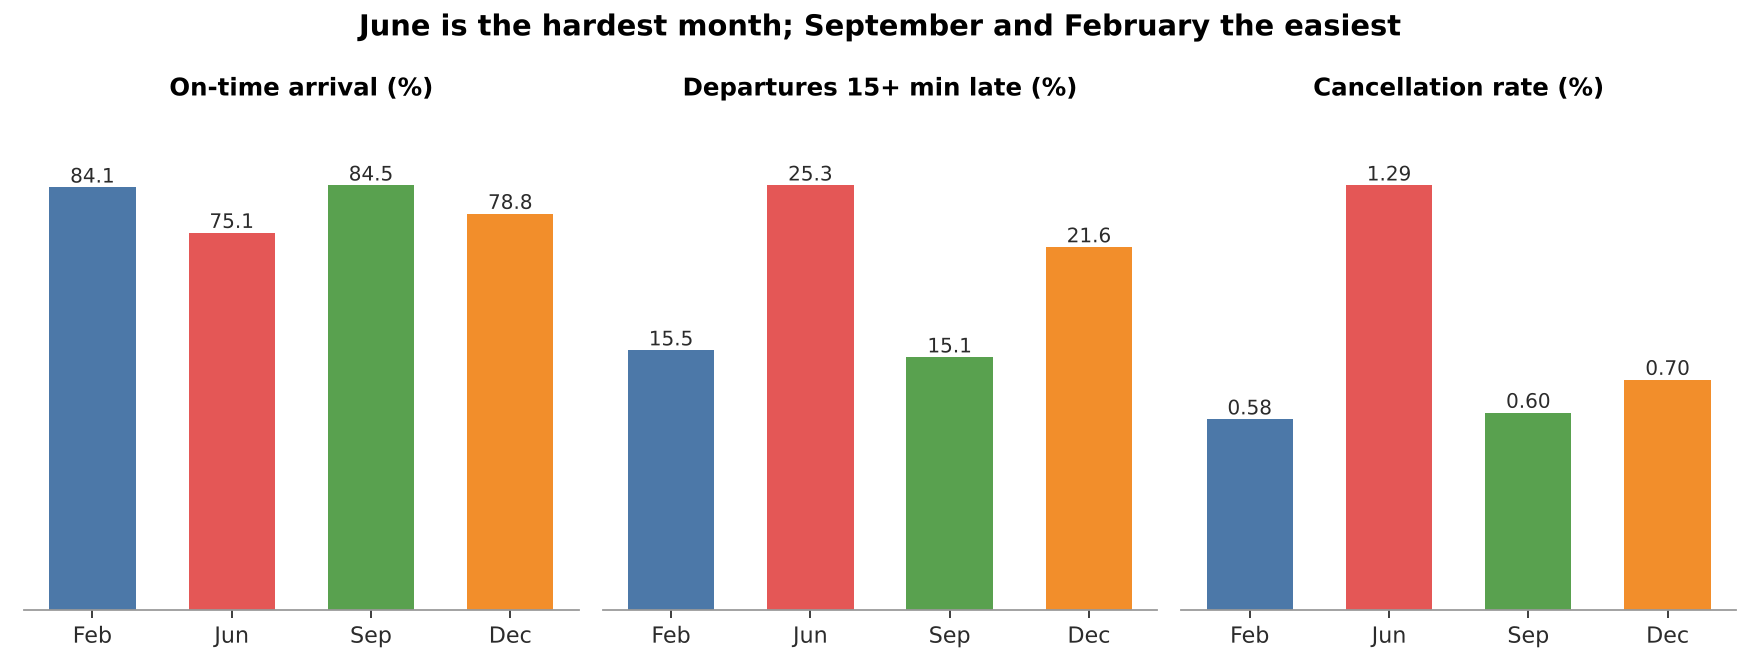 June is the hardest month; September and February the easiest
On-time arrival (%)
84.1
75.1
84.5
78.8
Feb
Jun
Sep
Dec
Departures 15+ min late (%)
15.5
25.3
15.1
21.6
Feb
Jun
Sep
Dec
Cancellation rate (%)
0.58
1.29
0.60
0.70
Feb
Jun
Sep
Dec